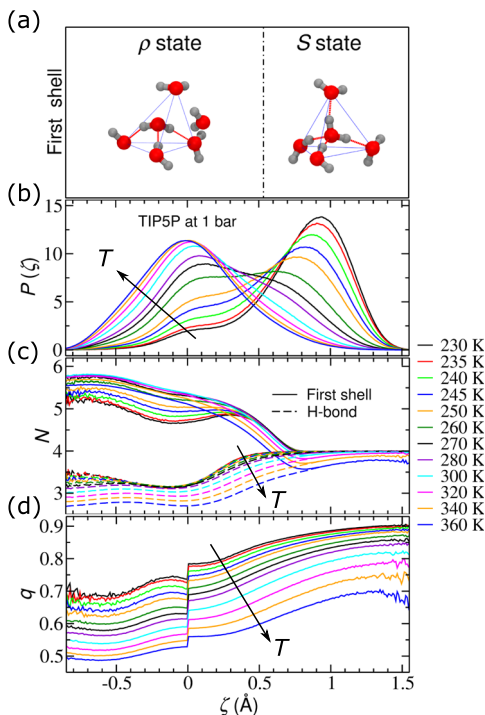 (a)
ρ state
S state
First shell
(b)
15
10
5
0
P (ζ)
TIP5P at 1 bar
T
(c)
6
5
4
3
N
First shell
H-bond
T
(d)
0.9
0.8
0.7
0.6
0.5
q
T
-0.5
0
0.5
1
1.5
ζ (Å)
230 K
235 K
240 K
245 K
250 K
260 K
270 K
280 K
300 K
320 K
340 K
360 K